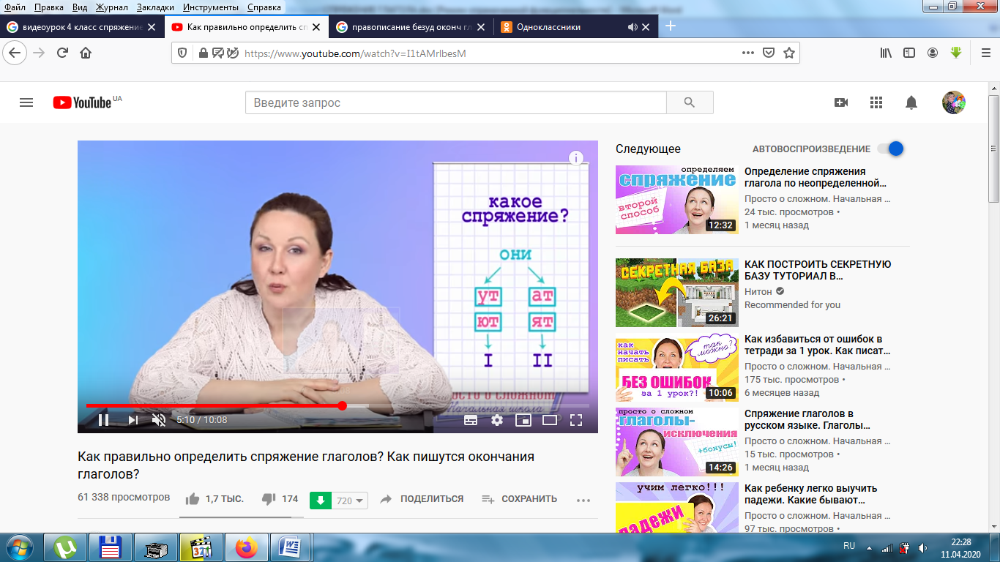 Файл Правка Вид Журнал Закладки Инструменты Справка
видеоурок 4 класс спряжение
Как правильно определить сп
правописание безуд оконч гл
Одноклассники
https://www.youtube.com/watch?v=I1tAMrIbesM
YouTube UA
Введите запрос
какое
спряжение?
они
ут ат
ют ят
I II
5:10 / 10:08
Как правильно определить спряжение глаголов? Как пишутся окончания
глаголов?
61 338 просмотров
1,7 ТЫС.
174
720
ПОДЕЛИТЬСЯ
СОХРАНИТЬ
Следующее
АВТОВОСПРОИЗВЕДЕНИЕ
определяем
спряжение
второй
способ
12:32
Определение спряжения
глагола по неопределенной...
Просто о сложном. Начальная ...
24 тыс. просмотров •
1 месяц назад
СЕКРЕТНАЯ БАЗА
26:21
КАК ПОСТРОИТЬ СЕКРЕТНУЮ
БАЗУ ТУТОРИАЛ В...
Нитон
Recommended for you
как
начать
писать
так
можно?
БЕЗ ОШИБОК
за 1 урок?!
10:06
Как избавиться от ошибок в
тетради за 1 урок. Как писат...
Просто о сложном. Начальная ...
175 тыс. просмотров •
6 месяцев назад
просто о сложном
глаголы-
исключения
+бонусы!
14:26
Спряжение глаголов в
русском языке. Глаголы...
Просто о сложном. Начальная ...
15 тыс. просмотров •
1 месяц назад
учим легко!!!
падежи
Как ребенку легко выучить
падежи. Какие бывают...
Просто о сложном. Начальная ...
97 тыс. просмотров •
RU
22:28
11.04.2020